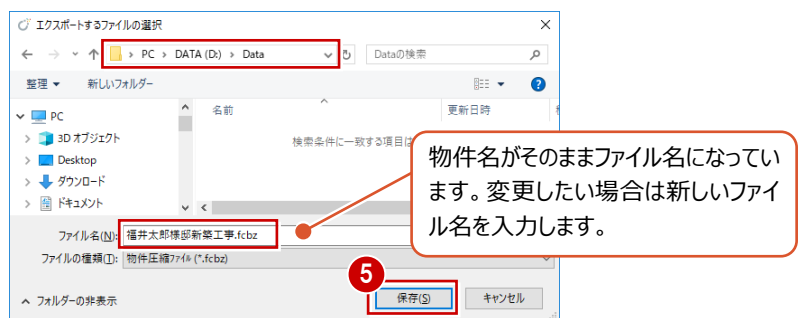 エクスポートするファイルの選択
PC > DATA (D:) > Data
Dataの検索
整理 新しいフォルダー
名前 更新日時
PC
検索条件に一致する項目は
3D オブジェクト
Desktop
ダウンロード
ドキュメント
物件名がそのままファイル名になってい
ます。変更したい場合は新しいファイ
ル名を入力します。
ファイル名(N): 福井太郎様邸新築工事.fcbz
ファイルの種類(T): 物件圧縮ファイル (*.fcbz)
5
フォルダーの非表示 保存(S) キャンセル